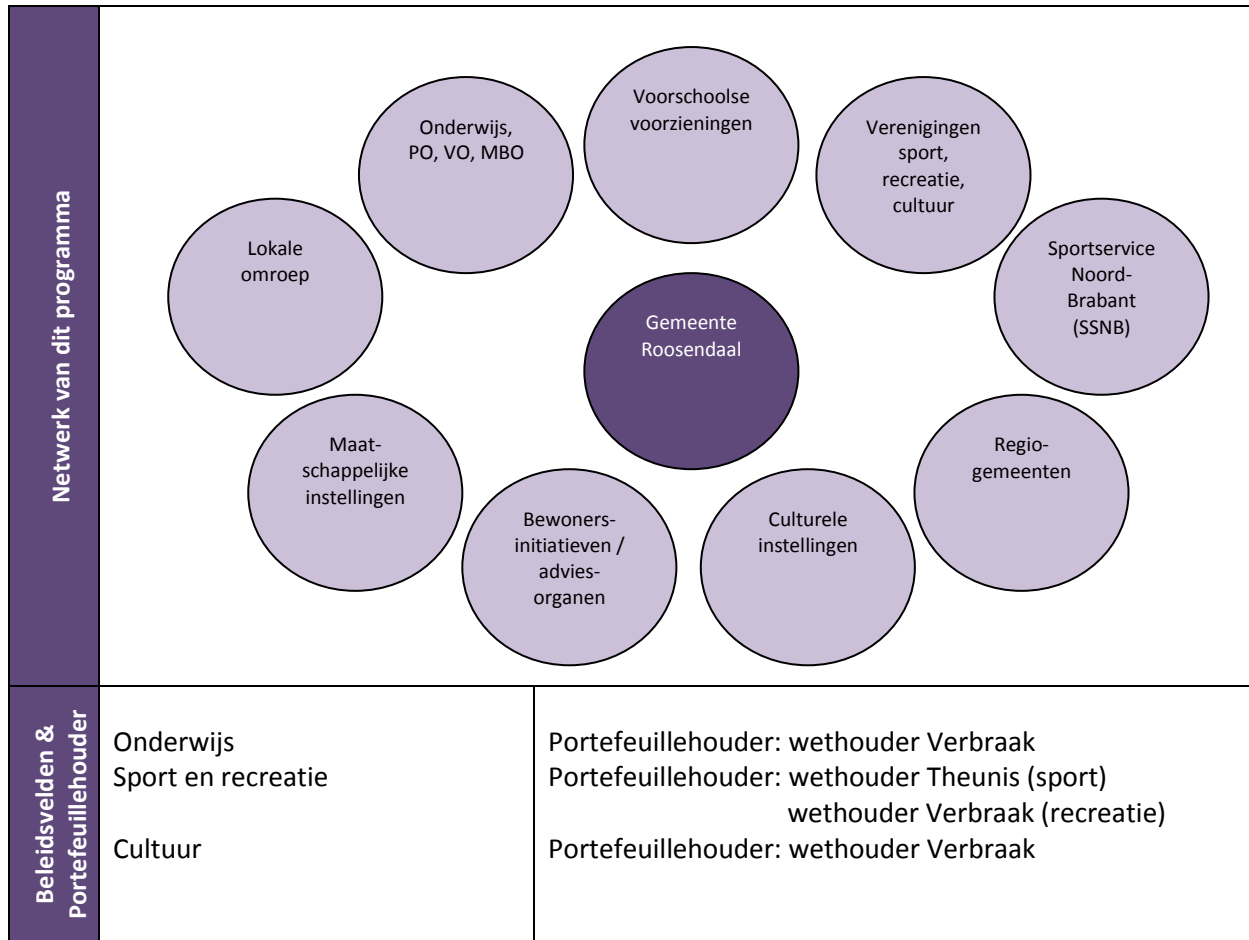 Netwerk van dit programma
Voorschoolse
voorzieningen
Onderwijs,
PO, VO, MBO
Verenigingen
sport,
recreatie,
cultuur
Lokale
omroep
Sportservice
Noord-
Brabant
(SSNB)
Gemeente
Roosendaal
Maat-
schappelijke
instellingen
Regio-
gemeenten
Bewoners-
initiatieven /
advies-
organen
Culturele
instellingen
Beleidsvelden &
Portefeuillehouder
Onderwijs
Portefeuillehouder: wethouder Verbraak
Sport en recreatie
Portefeuillehouder: wethouder Theunis (sport)
wethouder Verbraak (recreatie)
Cultuur
Portefeuillehouder: wethouder Verbraak